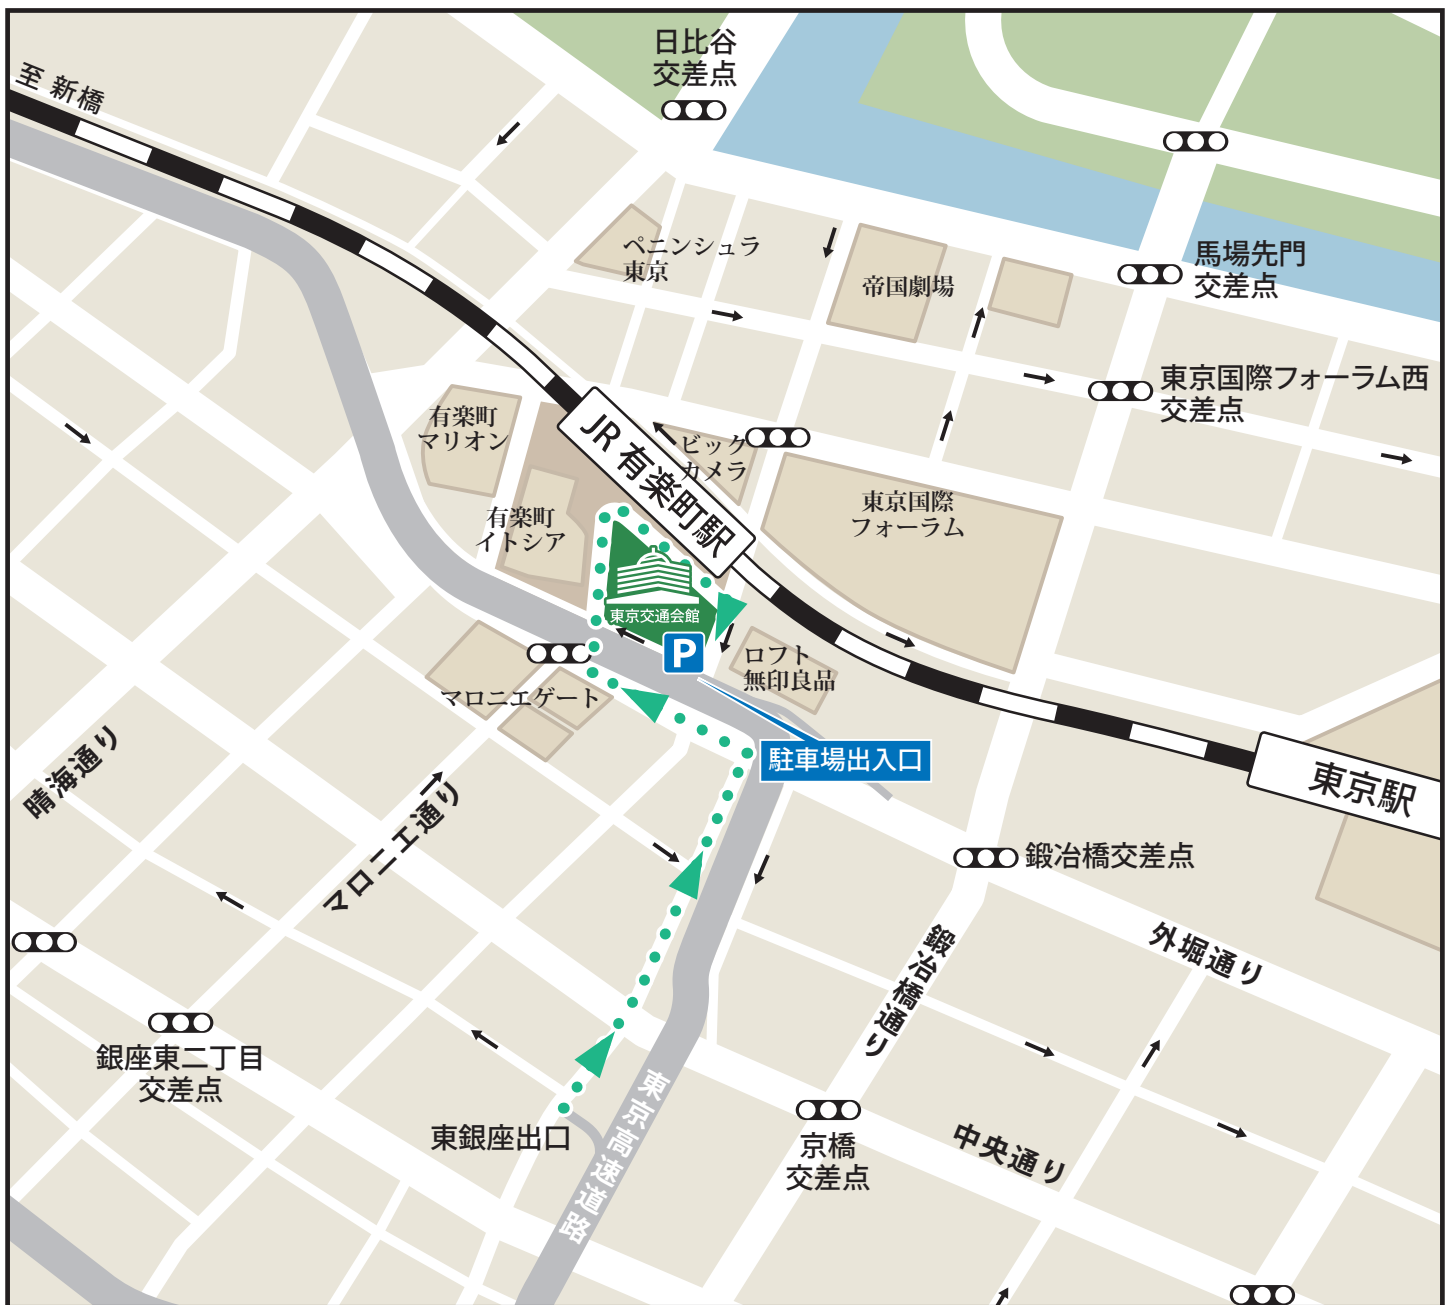 日比谷
交差点
至 新橋
ペニンシュラ
東京
帝国劇場
馬場先門
交差点
東京国際フォーラム西
交差点
有楽町
マリオン
JR 有楽町駅
ビック
カメラ
有楽町
イトシア
東京国際
フォーラム
東京交通会館
P
ロフト
無印良品
マロニエゲート
駐車場出入口
東京駅
晴海通り
マロニエ通り
鍛冶橋交差点
外堀通り
鍛冶橋通り
銀座東二丁目
交差点
東銀座出口
東京高速道路
京橋
交差点
中央通り